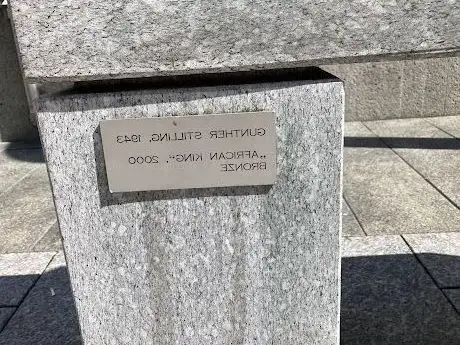 GUNTHER STILLING, 1943
„AFRICAN KING“, 2000
BRONZE